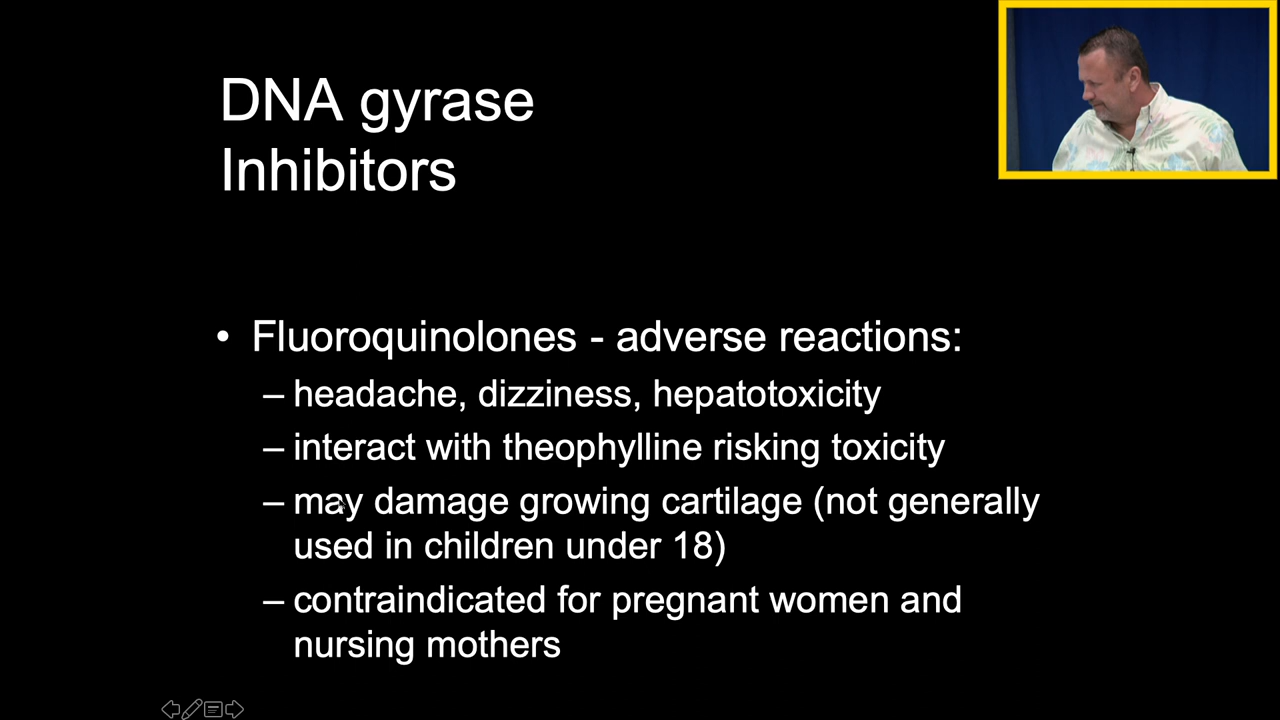 DNA gyrase
Inhibitors
• Fluoroquinolones - adverse reactions:
– headache, dizziness, hepatotoxicity
– interact with theophylline risking toxicity
– may damage growing cartilage (not generally
used in children under 18)
– contraindicated for pregnant women and
nursing mothers